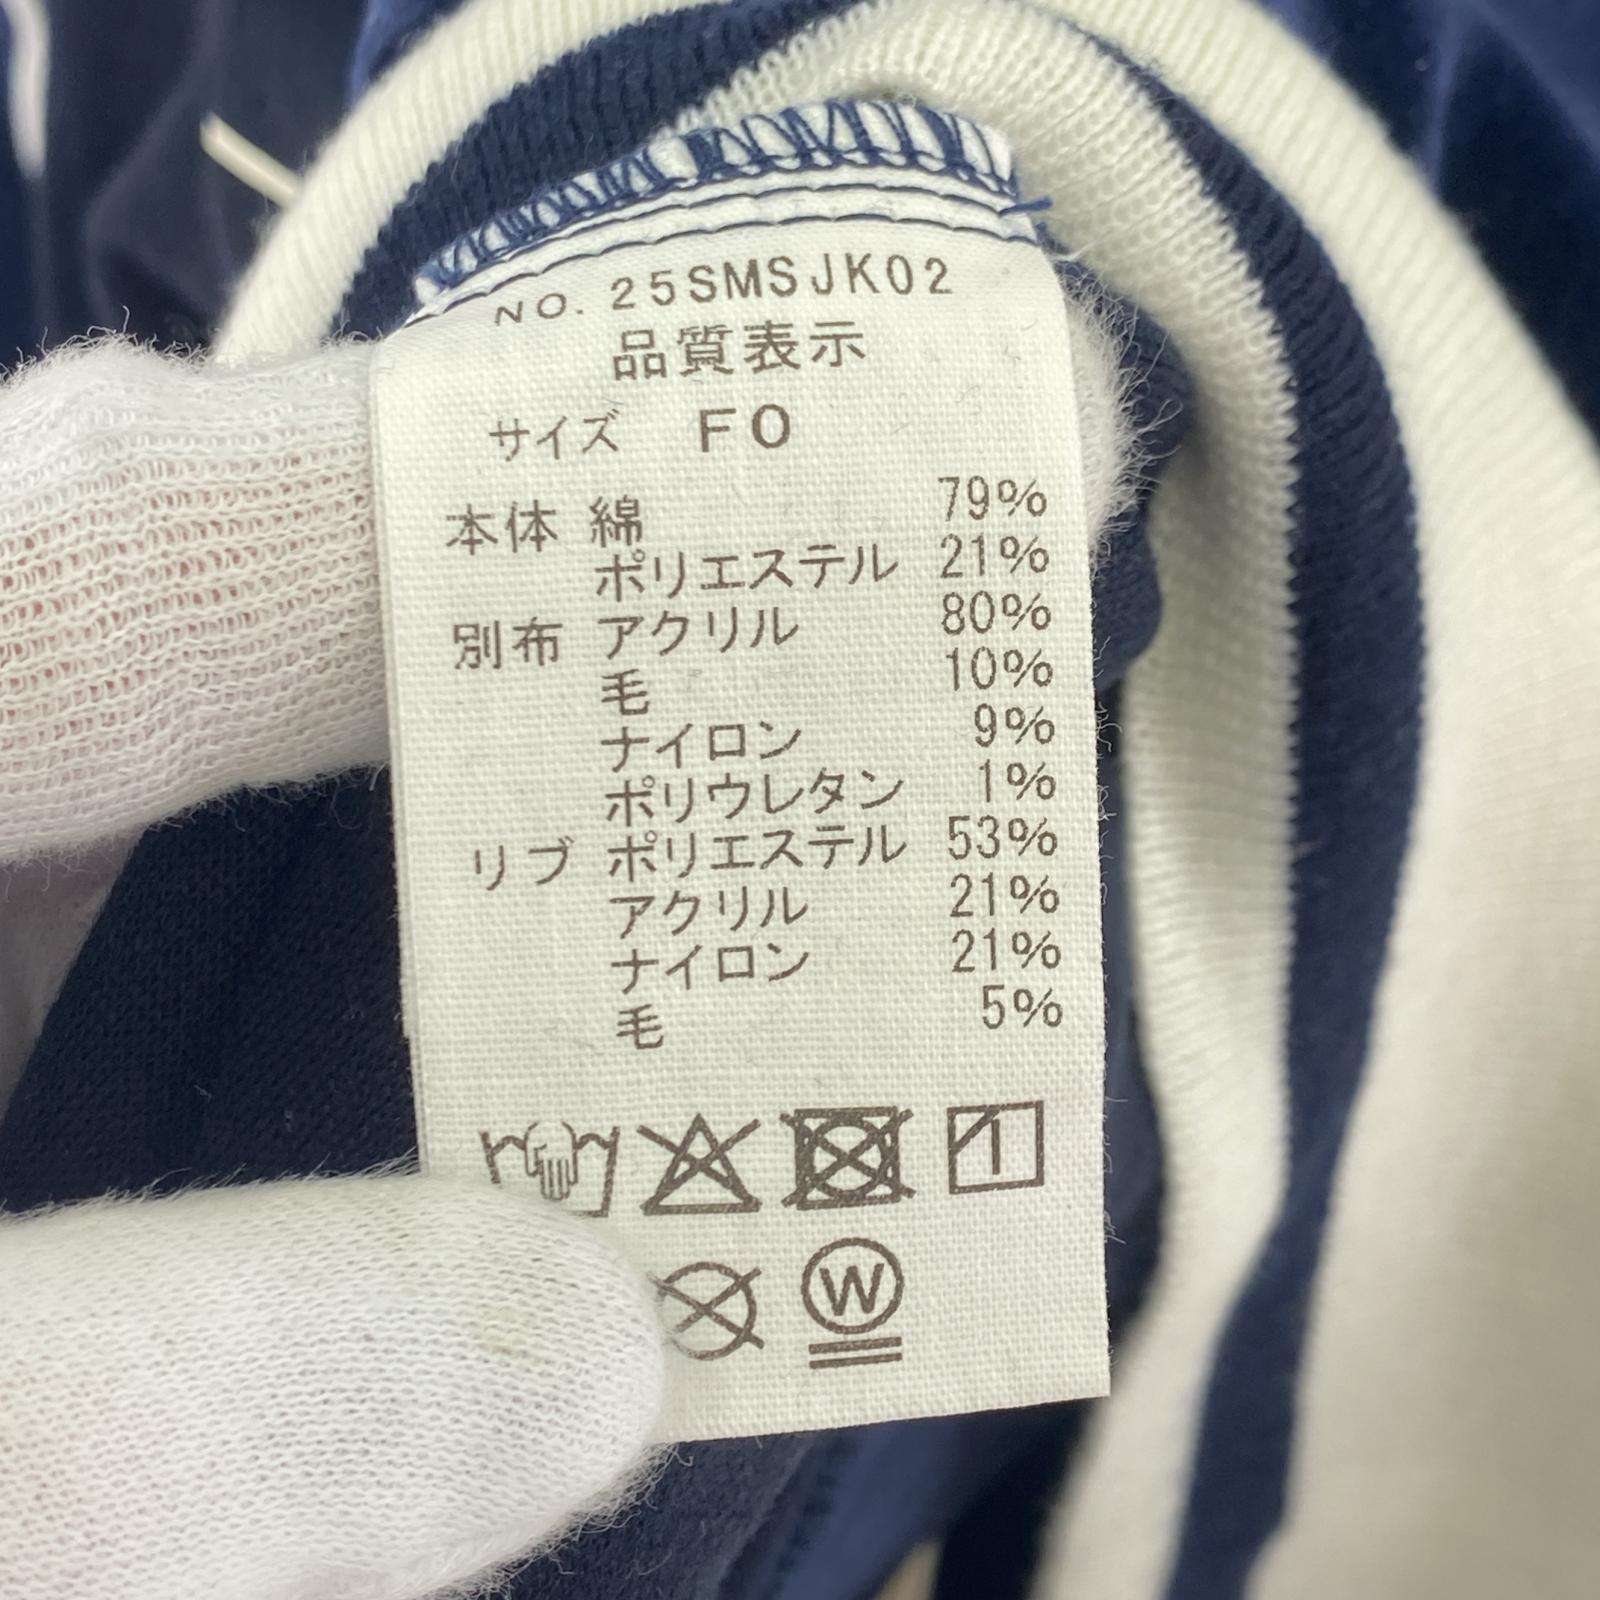 NO. 25SMSJK02
品質表示
サイズ FO
本体 綿 79%
ポリエステル 21%
別布 アクリル 80%
毛 10%
ナイロン 9%
ポリウレタン 1%
リブ ポリエステル 53%
アクリル 21%
ナイロン 21%
毛 5%
W